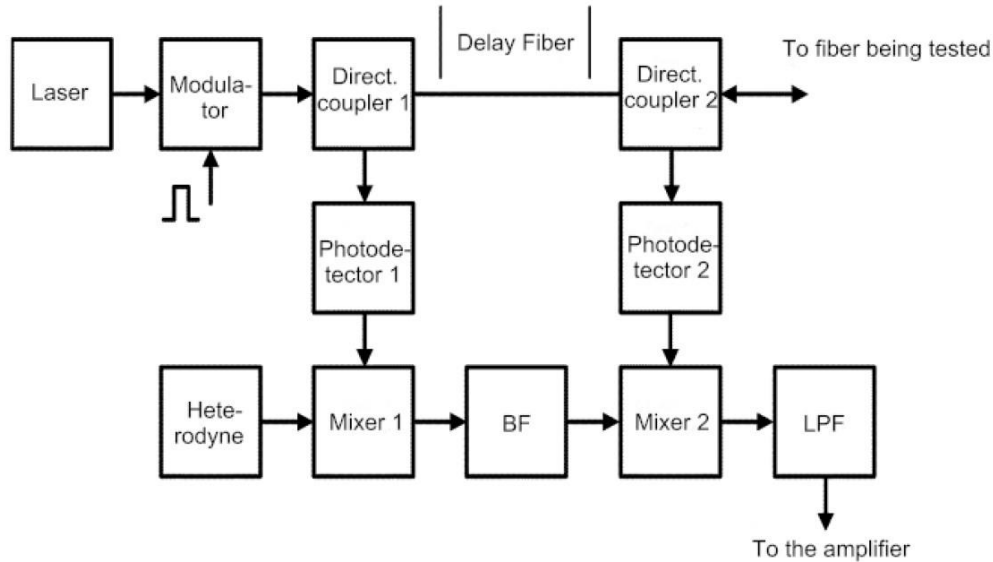 Delay Fiber
To fiber being tested
Laser
Modula-
tor
Direct.
coupler 1
Direct.
coupler 2
Photode-
tector 1
Photode-
tector 2
Hete-
rodyne
Mixer 1
BF
Mixer 2
LPF
To the amplifier